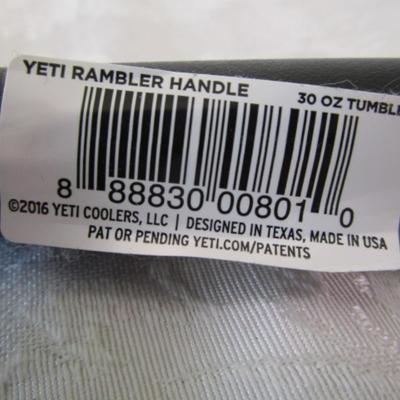 YETI RAMBLER HANDLE
30 OZ TUMBLE
8 88830 00801 0
©2016 YETI COOLERS, LLC | DESIGNED IN TEXAS, MADE IN USA
PAT OR PENDING YETI.COM/PATENTS